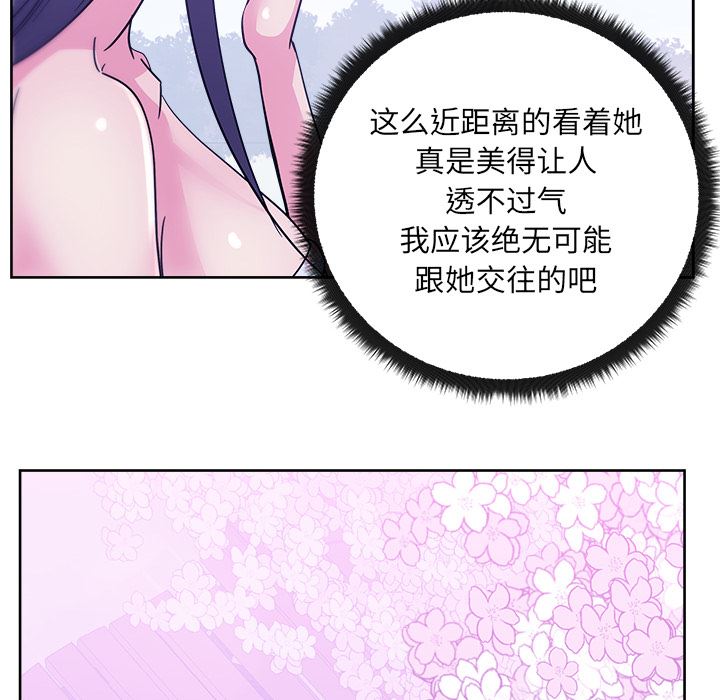 这么近距离的看着她
真是美得让人
透不过气
我应该绝无可能
跟她交往的吧